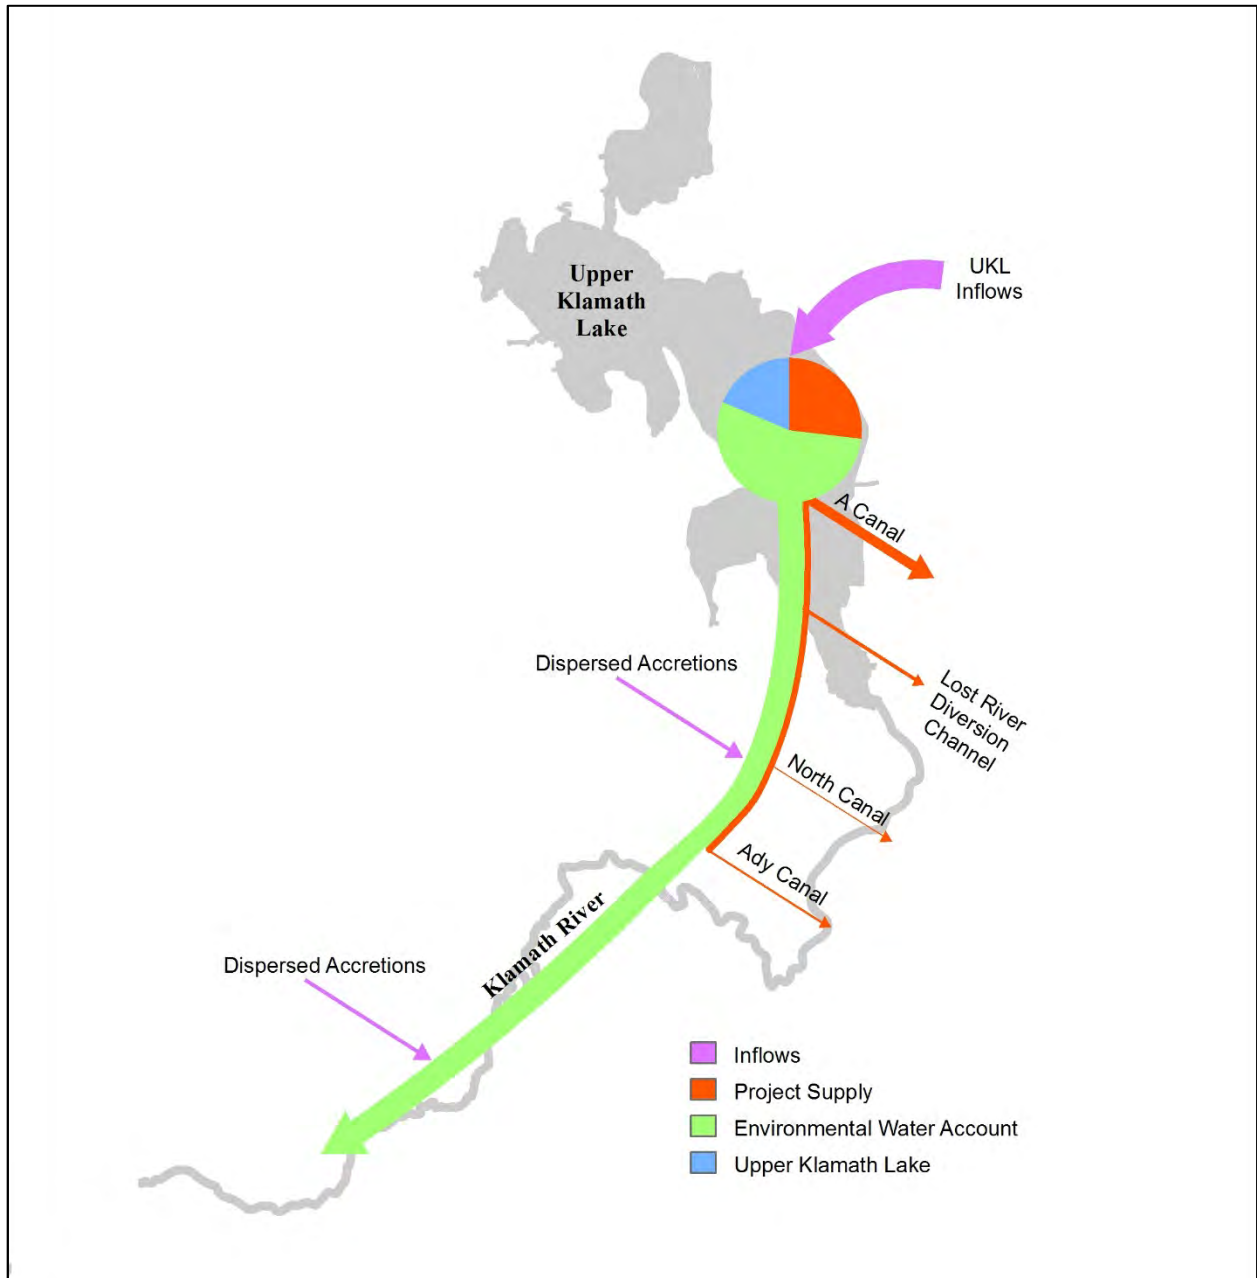 UKL
Inflows
Upper
Klamath
Lake
A Canal
Dispersed Accretions
Lost River
Diversion
Channel
North Canal
Ady Canal
Klamath River
Dispersed Accretions
Inflows
Project Supply
Environmental Water Account
Upper Klamath Lake